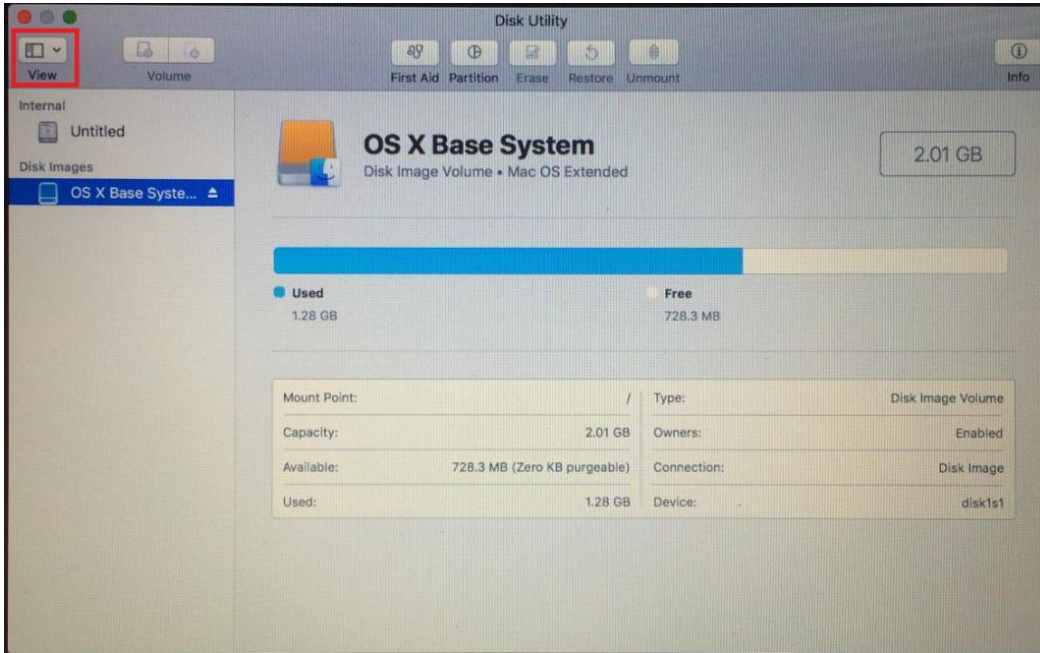 Disk Utility
View
Volume
First Aid
Partition
Erase
Restore
Unmount
Info
Internal
Untitled
Disk Images
OS X Base Syste...
OS X Base System
Disk Image Volume • Mac OS Extended
2.01 GB
Used
1.28 GB
Free
728.3 MB
Mount Point: /
Type: Disk Image Volume
Capacity: 2.01 GB
Owners: Enabled
Available: 728.3 MB (Zero KB purgeable)
Connection: Disk Image
Used: 1.28 GB
Device: disk1s1